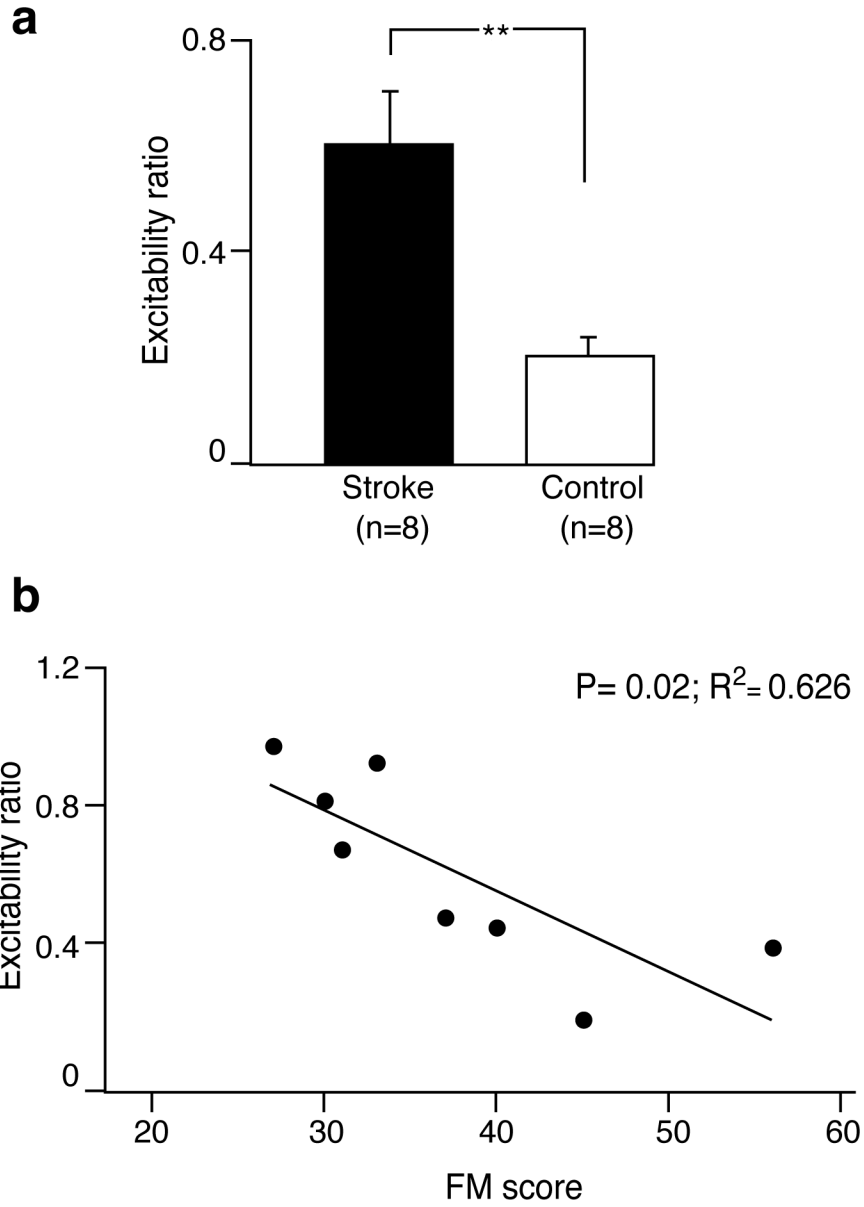 a
0.8
**
Excitability ratio
0.4
0
Stroke
Control
(n=8)
(n=8)
b
1.2
P= 0.02; R²= 0.626
Excitability ratio
0.8
0.4
0
20 30 40 50 60
FM score